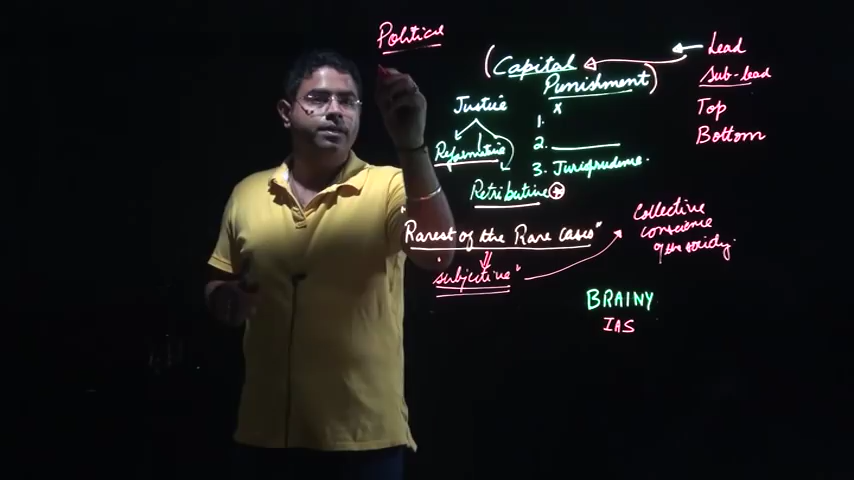 Political
(Capital
Punishment)
Lead
Sub-lead
Top
Bottom
Justice
x
1.
2.
Reformative
3. Jurisprudence.
Retributive
"Rarest of the Rare Cases"
'subjective'
Collective
conscience
of the society.
BRAINY
IAS